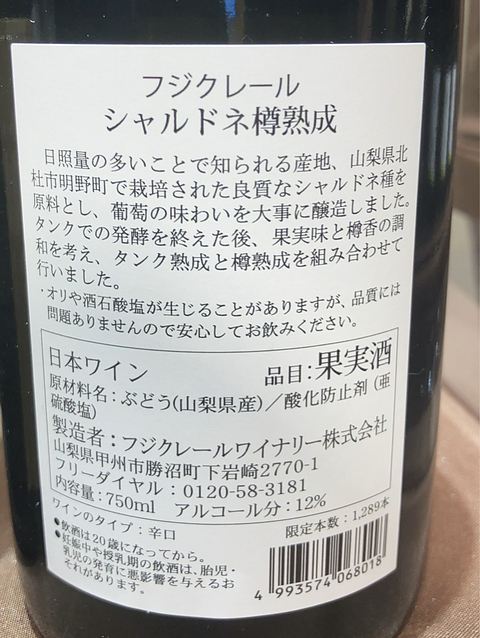 フジクレール
シャルドネ樽熟成
日照量の多いことで知られる産地、山梨県北
杜市明野町で栽培された良質なシャルドネ種を
原料とし、葡萄の味わいを大事に醸造しました。
タンクでの発酵を終えた後、果実味と樽香の調
和を考え、タンク熟成と樽熟成を組み合わせて
行いました。
・オリや酒石酸塩が生じることがありますが、品質には
問題ありませんので安心してお飲みください。
日本ワイン 品目:果実酒
原材料名:ぶどう(山梨県産)／酸化防止剤(亜
硫酸塩)
製造者:フジクレールワイナリー株式会社
山梨県甲州市勝沼町下岩崎2770-1
フリーダイヤル:0120-58-3181
内容量:750ml アルコール分:12%
ワインのタイプ:辛口 限定本数:1,289本
●飲酒は20歳になってから。
●妊娠中や授乳期の飲酒は、胎児・
乳児の発育に悪影響を与えるお
それがあります。
4 993574 068018